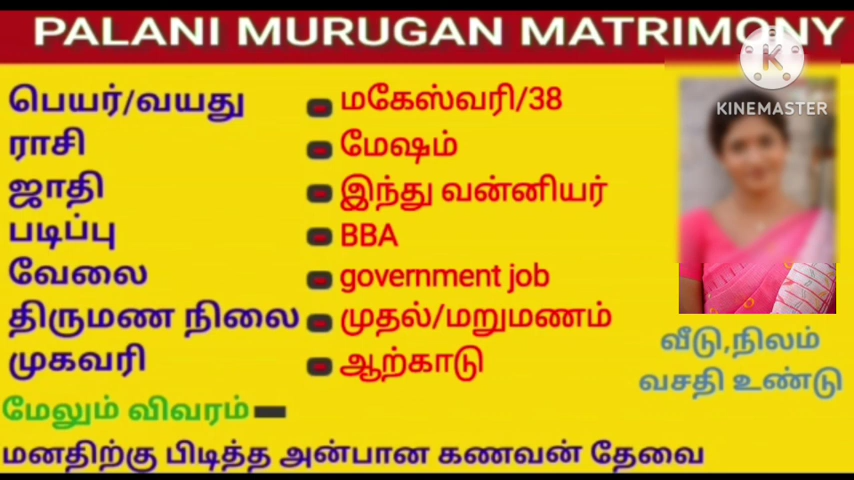 PALANI MURUGAN MATRIMONY
KINEMASTER
பெயர்/வயது - மகேஸ்வரி/38
ராசி - மேஷம்
ஜாதி - இந்து வன்னியர்
படிப்பு - BBA
வேலை - government job
திருமண நிலை - முதல்/மறுமணம்
முகவரி - ஆற்காடு
வீடு,நிலம்
வசதி உண்டு
மேலும் விவரம் -
மனதிற்கு பிடித்த அன்பான கணவன் தேவை